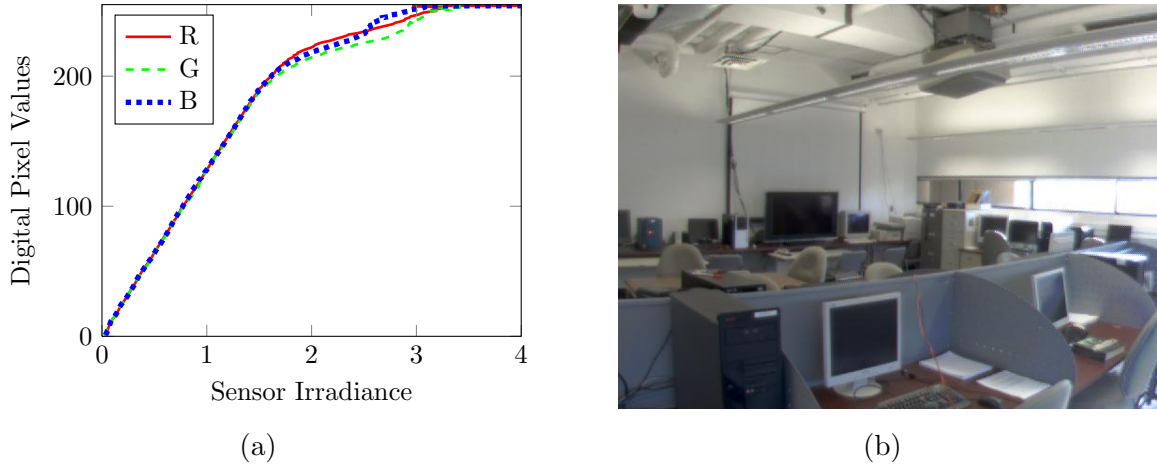 R
G
B
200
100
0
0 1 2 3 4
Digital Pixel Values
Sensor Irradiance
(a)
(b)